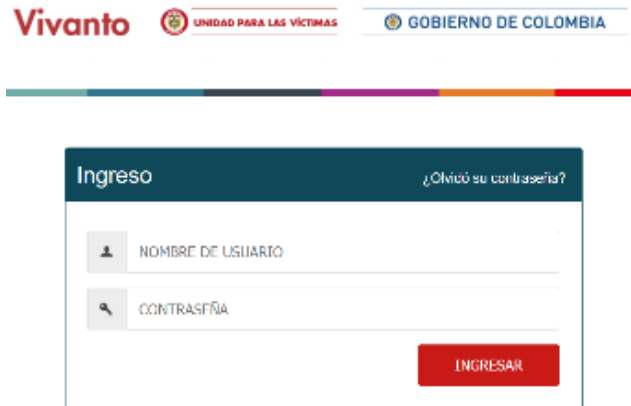 Vivanto UNIDAD PARA LAS VÍCTIMAS GOBIERNO DE COLOMBIA
Ingreso ¿Olvidó su contraseña?
NOMBRE DE USUARIO
CONTRASEÑA
INGRESAR